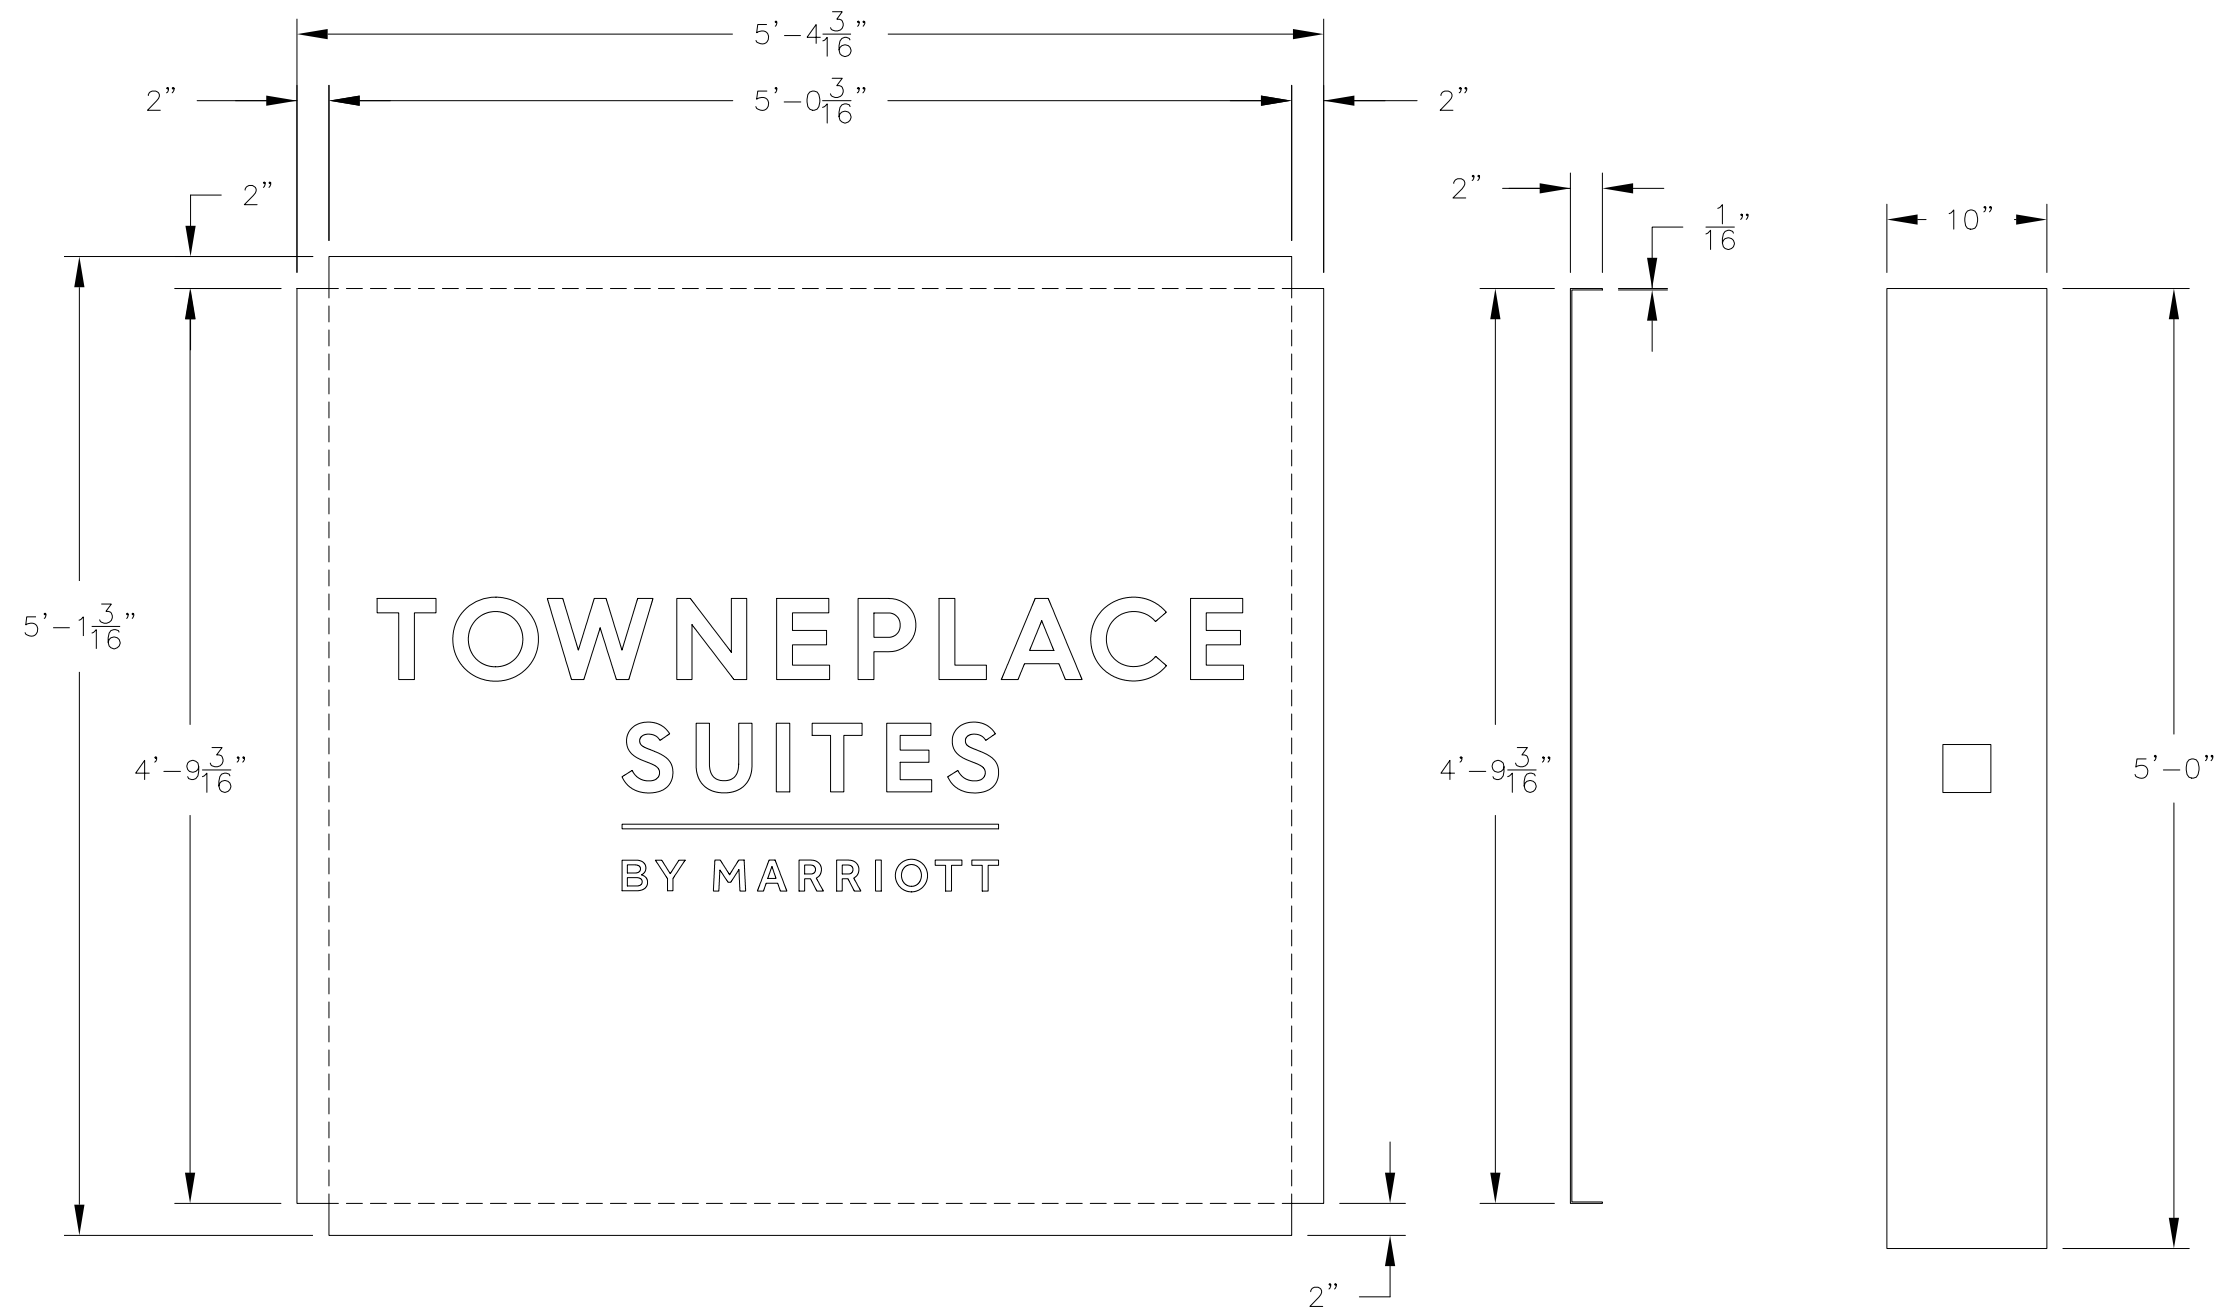 5'-4 3/16"
2" 5'-0 3/16" 2"
2" 2" 1/16" 10"
5'-1 3/16"
TOWNEPLACE
4'-9 3/16" SUITES 4'-9 3/16" 5'-0"
BY MARRIOTT
2"